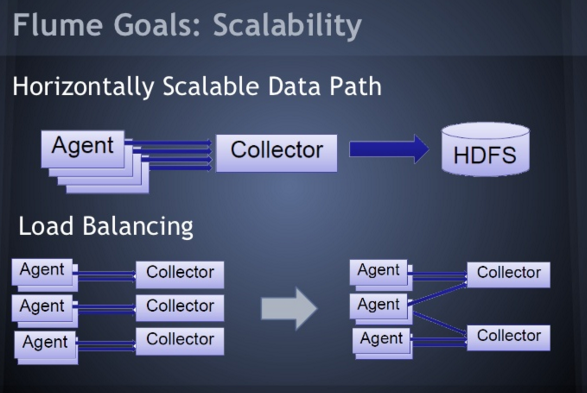 Flume Goals: Scalability
Horizontally Scalable Data Path
Agent
Collector
HDFS
Load Balancing
Agent
Collector
Agent
Collector
Agent
Collector
Agent
Collector
Agent
Agent
Collector